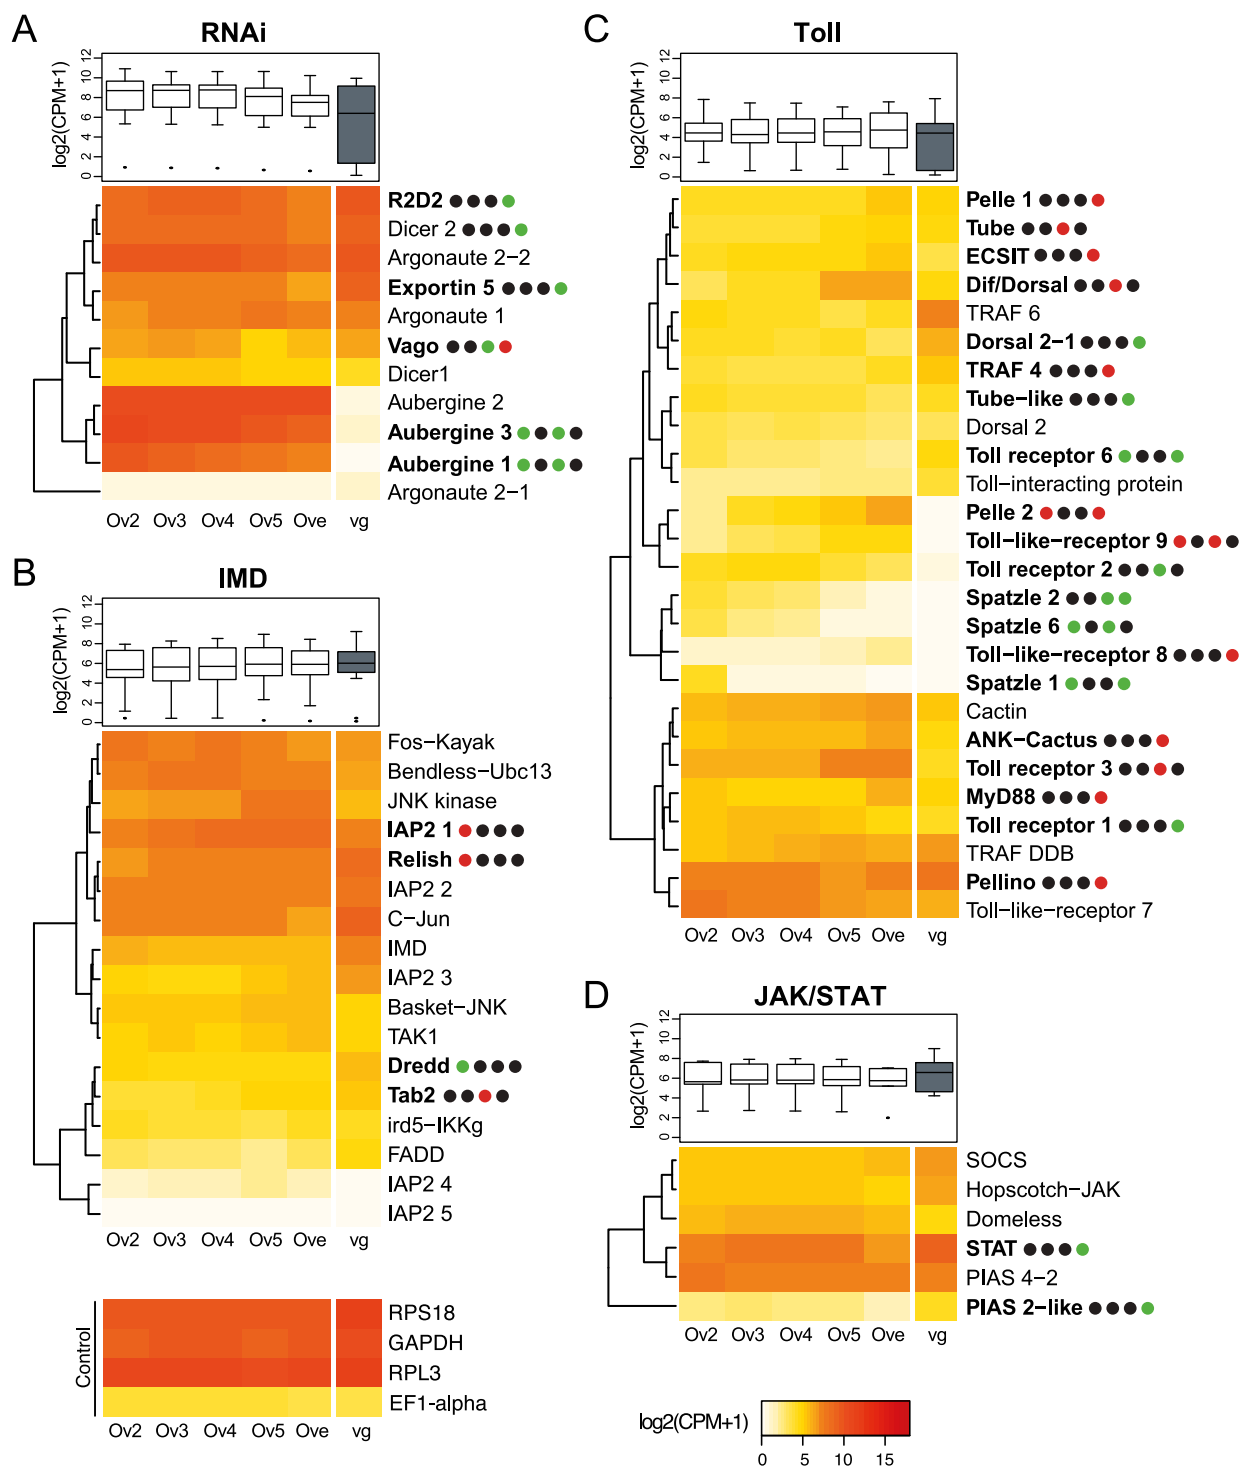 A
RNAi
log2(CPM+1)
0 2 4 6 8 12
R2D2
Dicer 2
Argonaute 2−2
Exportin 5
Argonaute 1
Vago
Dicer1
Aubergine 2
Aubergine 3
Aubergine 1
Argonaute 2−1
Ov2 Ov3 Ov4 Ov5 Ove vg
B
IMD
log2(CPM+1)
0 2 4 6 8 12
Fos−Kayak
Bendless−Ubc13
JNK kinase
IAP2 1
Relish
IAP2 2
C−Jun
IMD
IAP2 3
Basket−JNK
TAK1
Dredd
Tab2
ird5−IKKg
FADD
IAP2 4
IAP2 5
Ov2 Ov3 Ov4 Ov5 Ove vg
Control
RPS18
GAPDH
RPL3
EF1-alpha
Ov2 Ov3 Ov4 Ov5 Ove vg
C
Toll
log2(CPM+1)
0 2 4 6 8 12
Pelle 1
Tube
ECSIT
Dif/Dorsal
TRAF 6
Dorsal 2−1
TRAF 4
Tube−like
Dorsal 2
Toll receptor 6
Toll−interacting protein
Pelle 2
Toll−like−receptor 9
Toll receptor 2
Spatzle 2
Spatzle 6
Toll−like−receptor 8
Spatzle 1
Cactin
ANK−Cactus
Toll receptor 3
MyD88
Toll receptor 1
TRAF DDB
Pellino
Toll−like−receptor 7
Ov2 Ov3 Ov4 Ov5 Ove vg
D
JAK/STAT
log2(CPM+1)
0 2 4 6 8 12
SOCS
Hopscotch−JAK
Domeless
STAT
PIAS 4−2
PIAS 2−like
Ov2 Ov3 Ov4 Ov5 Ove vg
log2(CPM+1)
0 5 10 15